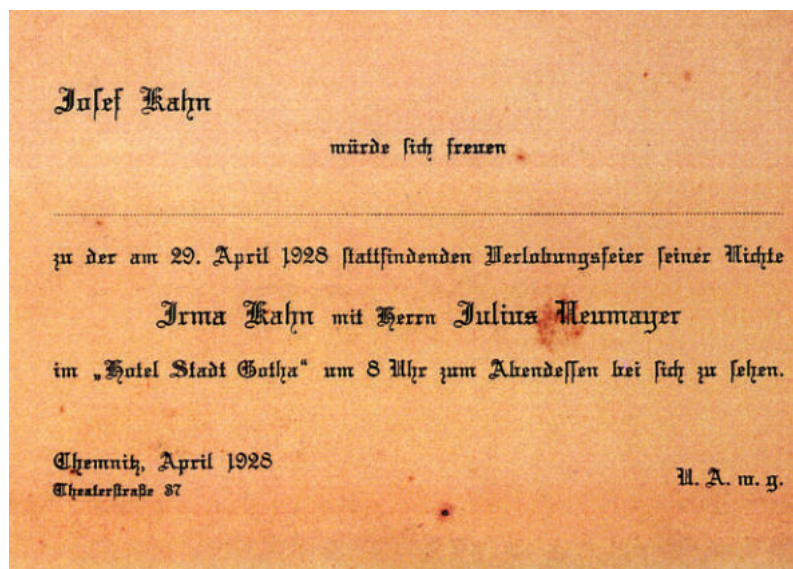 Josef Kahn
würde sich freuen
zu der am 29. April 1928 stattfindenden Verlobungsfeier seiner Nichte
Irma Kahn mit Herrn Julius Neumayer
im „Hotel Stadt Gotha“ um 8 Uhr zum Abendessen bei sich zu sehen.
Chemnitz, April 1928
Theaterstraße 37
U. A. w. g.